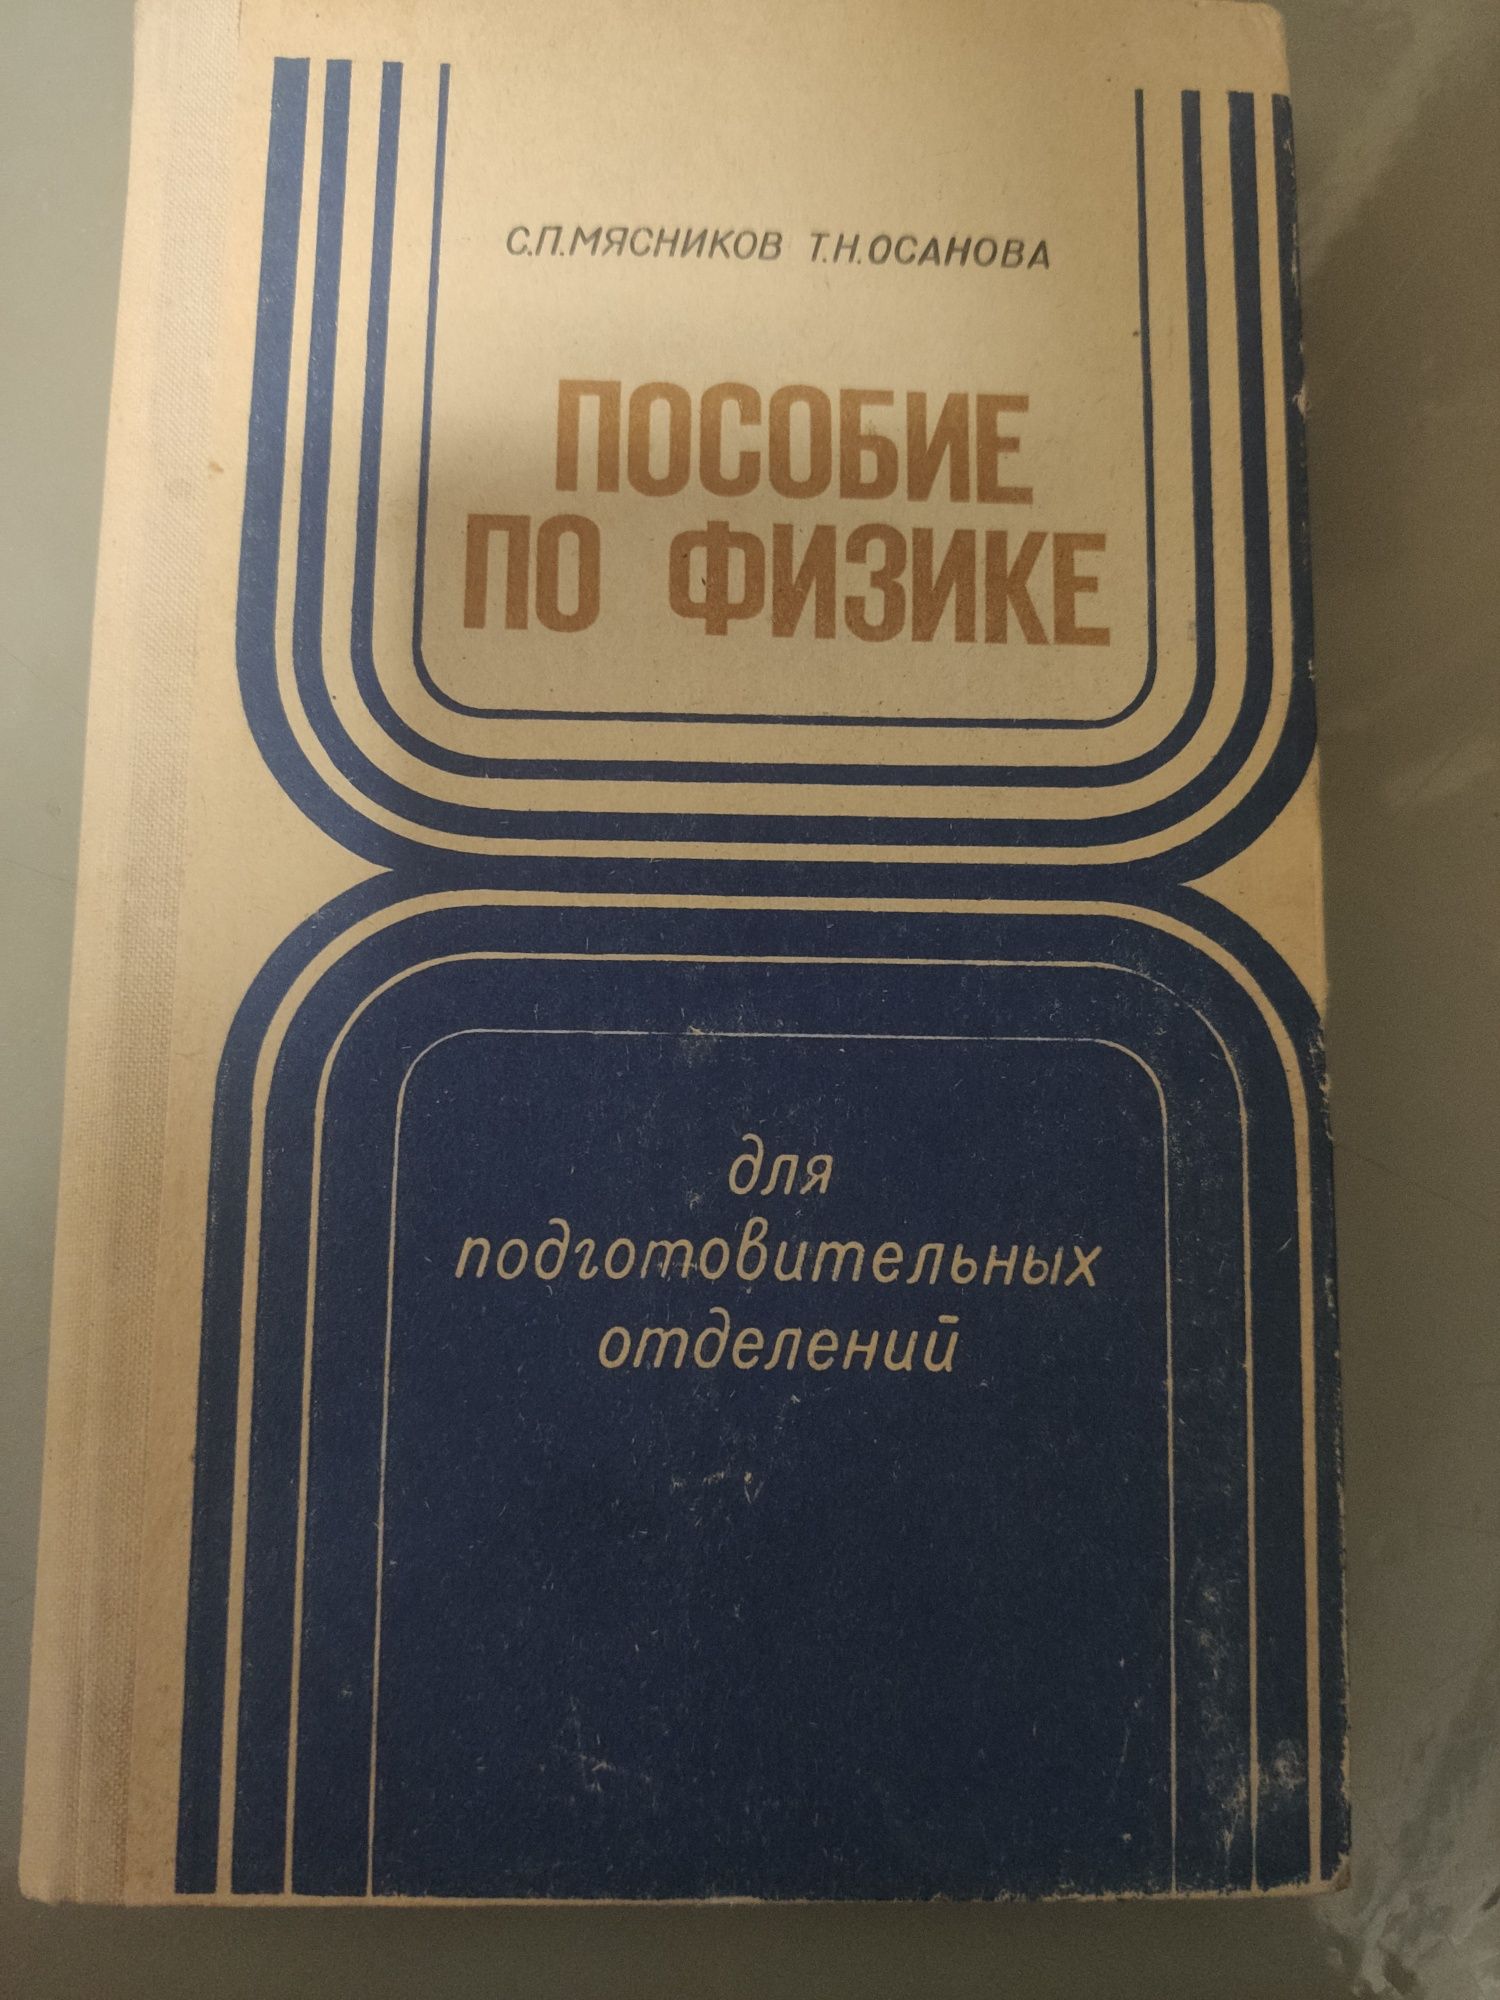 С.П.МЯСНИКОВ Т.Н.ОСАНОВА
ПОСОБИЕ
ПО ФИЗИКЕ
для
подготовительных
отделений